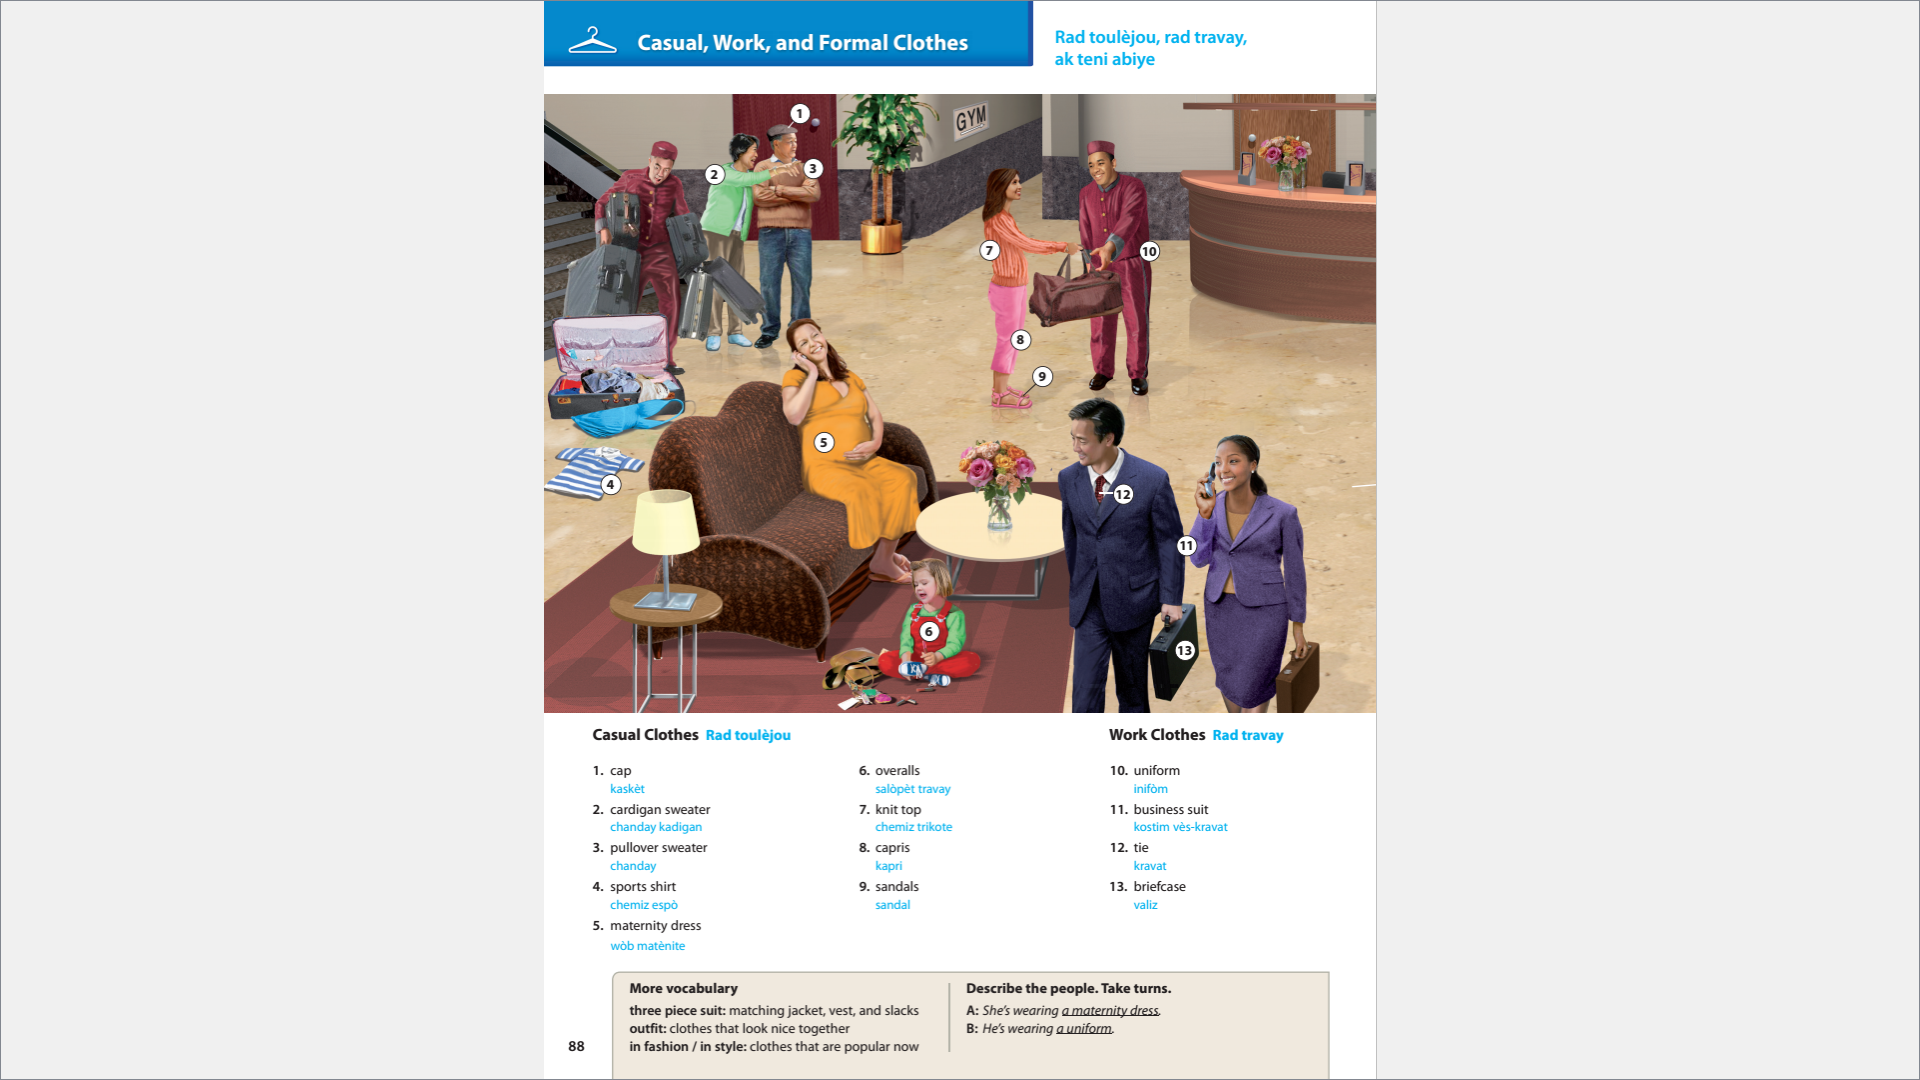 Casual, Work, and Formal Clothes
Rad toulèjou, rad travay,
ak teni abiye
GYM
1
2
3
4
5
6
7
8
9
10
11
12
13
Casual Clothes Rad toulèjou
1. cap
kaskèt
2. cardigan sweater
chanday kadigan
3. pullover sweater
chanday
4. sports shirt
chemiz espò
5. maternity dress
wòb matènite
6. overalls
salòpèt travay
7. knit top
chemiz trikote
8. capris
kapri
9. sandals
sandal
Work Clothes Rad travay
10. uniform
inifòm
11. business suit
kostim vès-kravat
12. tie
kravat
13. briefcase
valiz
More vocabulary
three piece suit: matching jacket, vest, and slacks
outfit: clothes that look nice together
in fashion / in style: clothes that are popular now
Describe the people. Take turns.
A: She's wearing a maternity dress.
B: He's wearing a uniform.
88